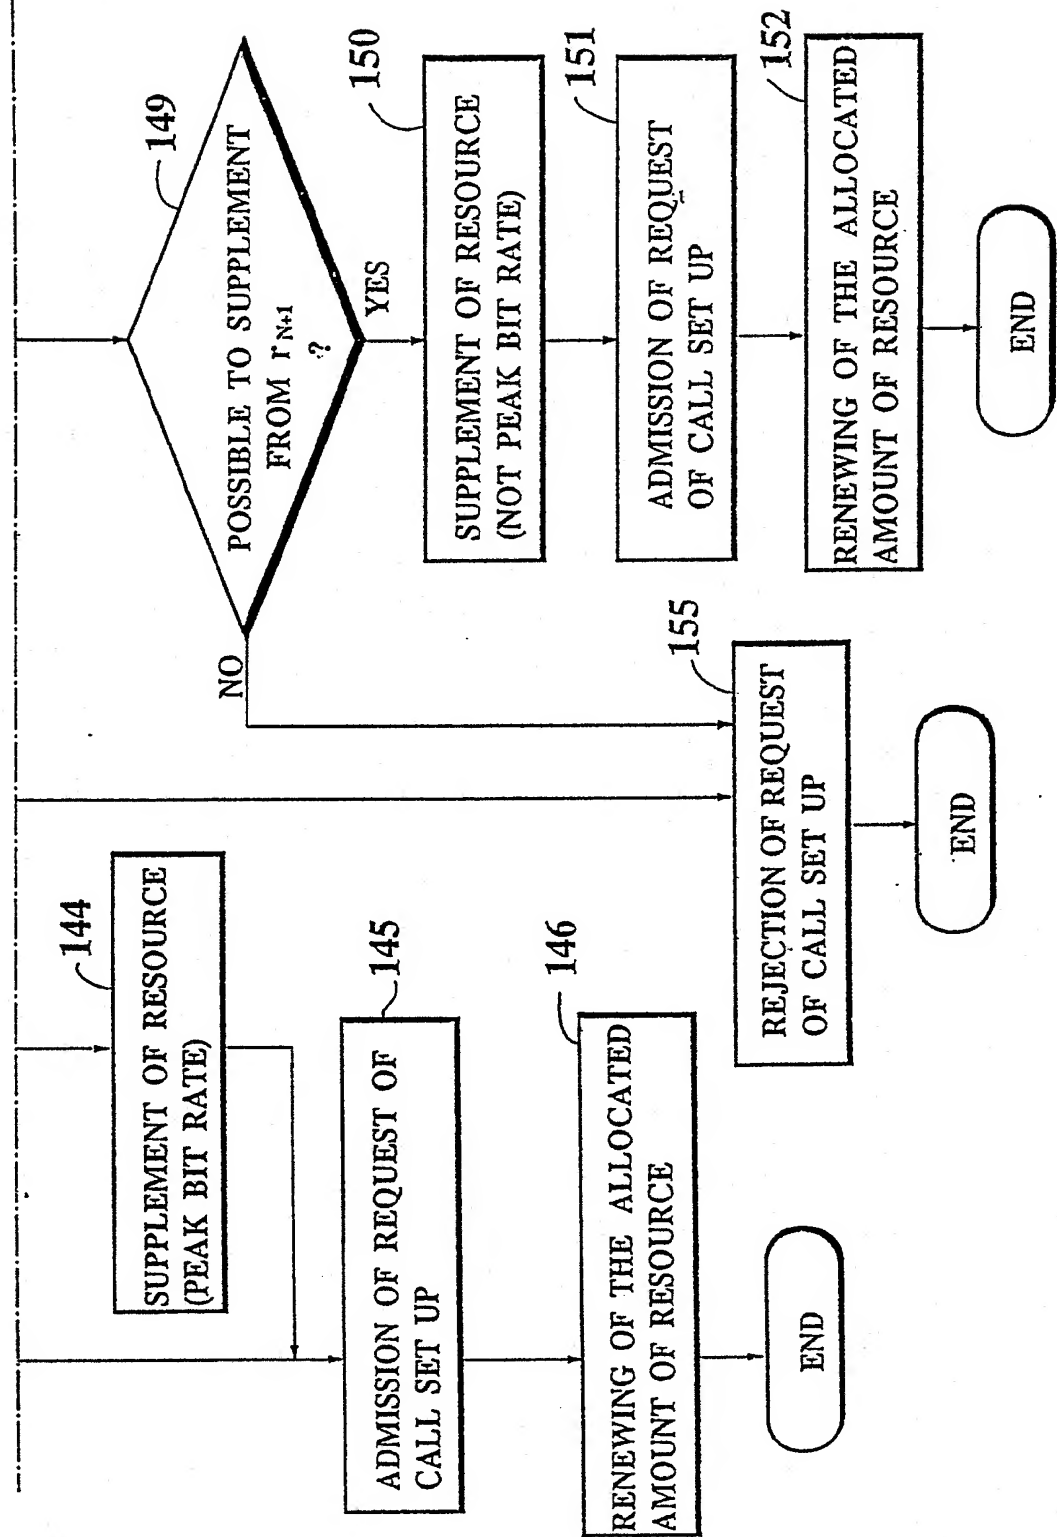 144
SUPPLEMENT OF RESOURCE
(PEAK BIT RATE)
145
ADMISSION OF REQUEST OF
CALL SET UP
146
RENEWING OF THE ALLOCATED
AMOUNT OF RESOURCE
END
NO
155
REJECTION OF REQUEST
OF CALL SET UP
END
149
POSSIBLE TO SUPPLEMENT
FROM r N+1
?
YES
150
SUPPLEMENT OF RESOURCE
(NOT PEAK BIT RATE)
151
ADMISSION OF REQUEST
OF CALL SET UP
152
RENEWING OF THE ALLOCATED
AMOUNT OF RESOURCE
END